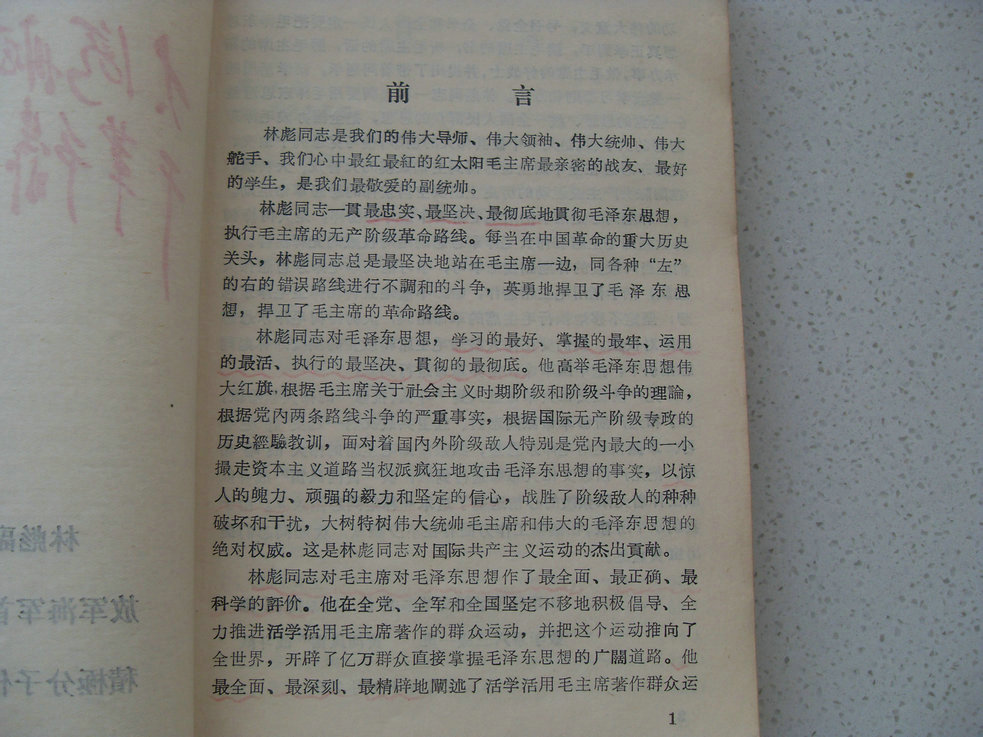 前言
林彪同志是我们的伟大导师、伟大领袖、伟大统帅、伟大
舵手、我们心中最红最紅的红太阳毛主席最亲密的战友、最好
的学生，是我们最敬爱的副统帅。
林彪同志一貫最忠实、最坚决、最彻底地貫彻毛泽东思想，
执行毛主席的无产阶级革命路线。每当在中国革命的重大历史
关头，林彪同志总是最坚决地站在毛主席一边，同各种“左”
的右的错误路线进行不調和的斗争，英勇地捍卫了毛泽东思
想，捍卫了毛主席的革命路线。
林彪同志对毛泽东思想，学习的最好、掌握的最牢、运用
的最活、执行的最坚决、貫彻的最彻底。他高举毛泽东思想伟
大红旗，根据毛主席关于社会主义时期阶级和阶级斗争的理論，
根据党内两条路线斗争的严重事实，根据国际无产阶级专政的
历史經驗教训，面对着国内外阶级敌人特别是党内最大的一小
撮走资本主义道路当权派疯狂地攻击毛泽东思想的事实，以惊
人的魄力、顽强的毅力和坚定的信心，战胜了阶级敌人的种种
破坏和干扰，大树特树伟大统帅毛主席和伟大的毛泽东思想的
绝对权威。这是林彪同志对国际共产主义运动的杰出貢献。
林彪同志对毛主席对毛泽东思想作了最全面、最正确、最
科学的評价。他在全党、全军和全国坚定不移地积极倡导、全
力推进活学活用毛主席著作的群众运动，并把这个运动推向了
全世界，开辟了亿万群众直接掌握毛泽东思想的广闊道路。他
最全面、最深刻、最精辟地闡述了活学活用毛主席著作群众运
1
林彪副
放军海军首
積極分子代